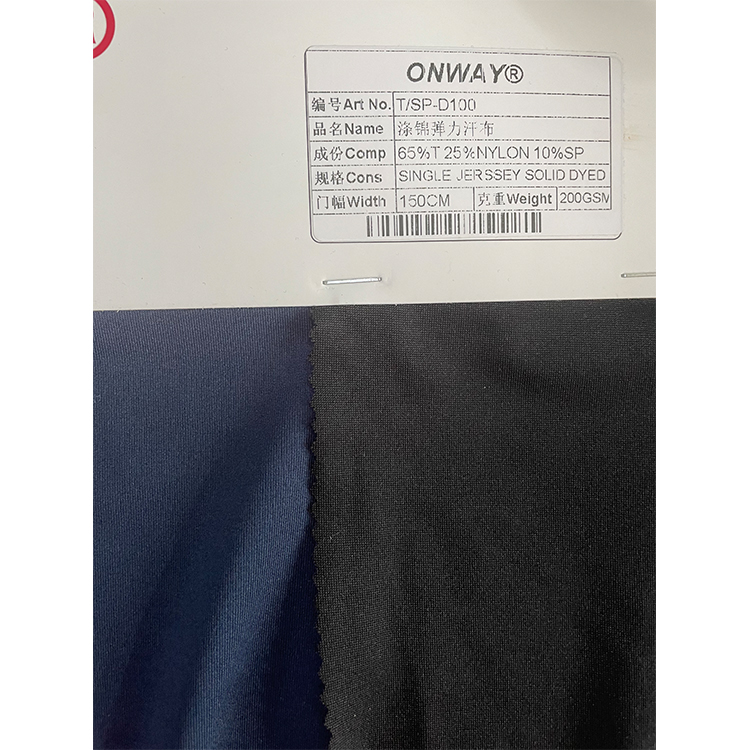 ONWAY®
编号Art No. T/SP-D100
品名Name 涤锦弹力汗布
成份Comp 65%T 25%NYLON 10%SP
规格Cons SINGLE JERSSEY SOLID DYED
门幅Width 150CM 克重Weight 200GSM